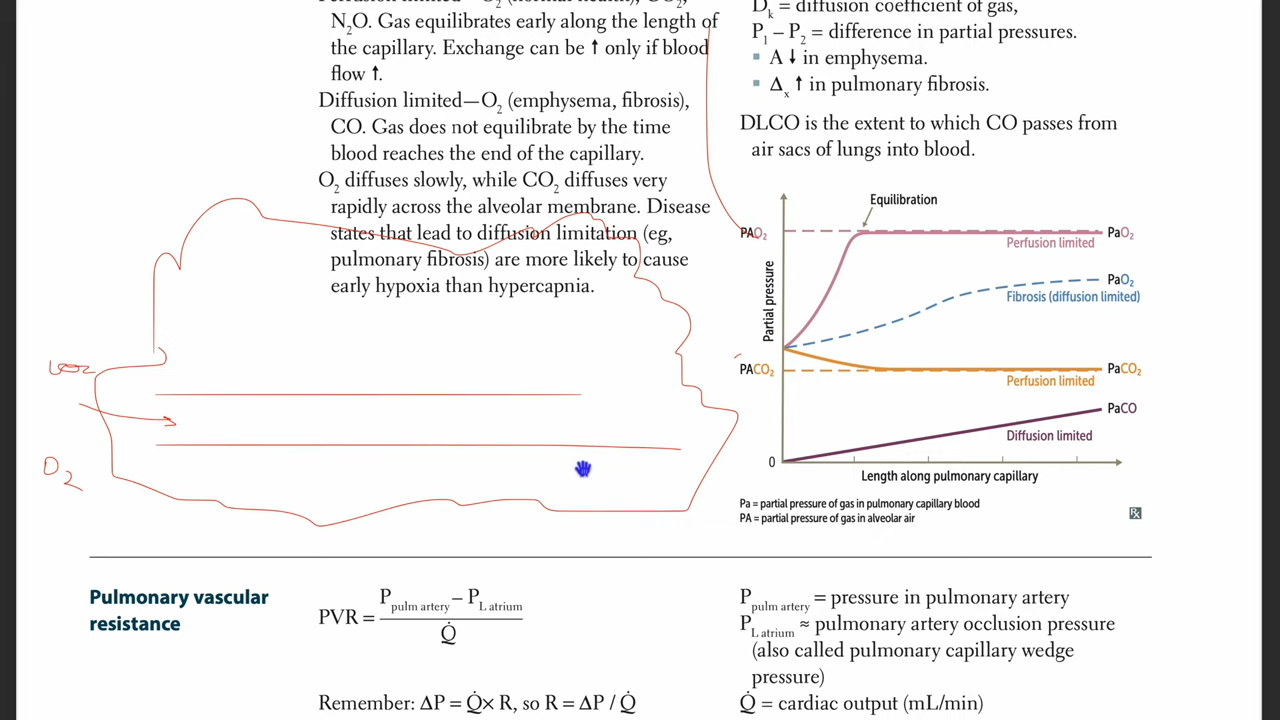 N₂O. Gas equilibrates early along the length of
the capillary. Exchange can be ↑ only if blood
flow ↑.
Diffusion limited—O₂ (emphysema, fibrosis),
CO. Gas does not equilibrate by the time
blood reaches the end of the capillary.
O₂ diffuses slowly, while CO₂ diffuses very
rapidly across the alveolar membrane. Disease
states that lead to diffusion limitation (eg,
pulmonary fibrosis) are more likely to cause
early hypoxia than hypercapnia.
O₂
Dₖ = diffusion coefficient of gas,
P₁ – P₂ = difference in partial pressures.
▪ A ↓ in emphysema.
▪ Δₓ ↑ in pulmonary fibrosis.
DLCO is the extent to which CO passes from
air sacs of lungs into blood.
Equilibration
PAO₂
PaO₂
Perfusion limited
PaO₂
Fibrosis (diffusion limited)
Partial pressure
PACO₂
PaCO₂
Perfusion limited
PaCO
Diffusion limited
0
Length along pulmonary capillary
Pa = partial pressure of gas in pulmonary capillary blood
PA = partial pressure of gas in alveolar air
Rx
Pulmonary vascular
resistance
PVR = (P pulm artery – P L atrium) / Q̇
Remember: ΔP = Q̇ × R, so R = ΔP / Q̇
P pulm artery = pressure in pulmonary artery
P L atrium ≈ pulmonary artery occlusion pressure
(also called pulmonary capillary wedge
pressure)
Q̇ = cardiac output (mL/min)